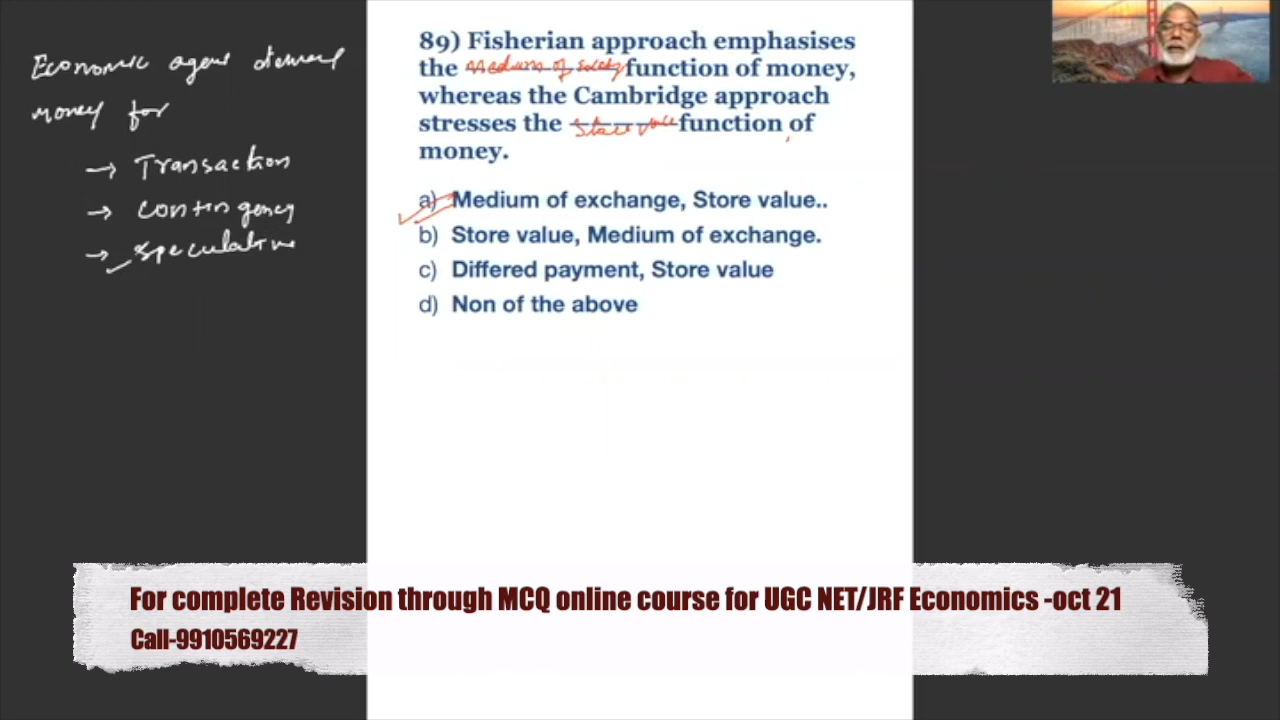 Economic agent demand
money for
→ Transaction
→ Contingency
→ Speculative
89) Fisherian approach emphasises
the Medium of function of money,
whereas the Cambridge approach
stresses the Store value function of
money.
a) Medium of exchange, Store value..
b) Store value, Medium of exchange.
c) Differed payment, Store value
d) Non of the above
For complete Revision through MCQ online course for UGC NET/JRF Economics -oct 21
Call-9910569227